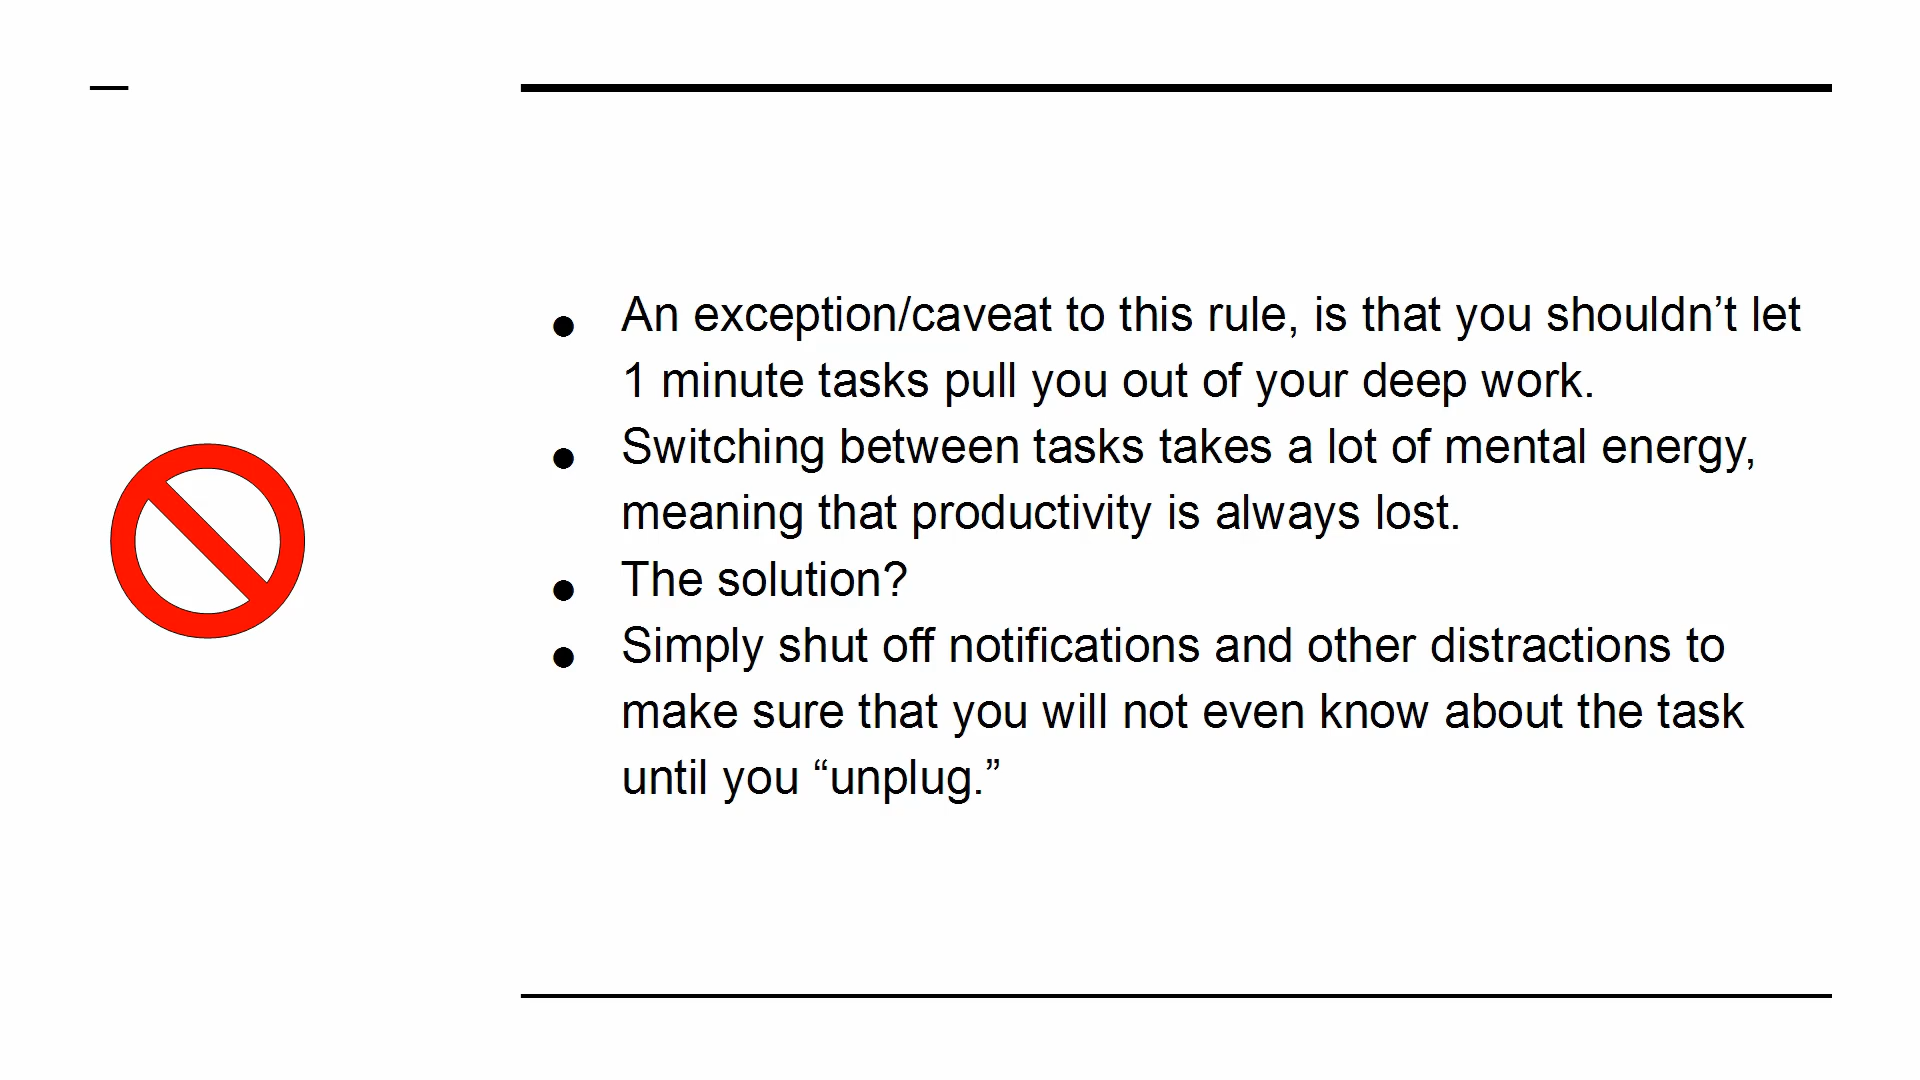 ● An exception/caveat to this rule, is that you shouldn’t let
1 minute tasks pull you out of your deep work.
● Switching between tasks takes a lot of mental energy,
meaning that productivity is always lost.
● The solution?
● Simply shut off notifications and other distractions to
make sure that you will not even know about the task
until you “unplug.”